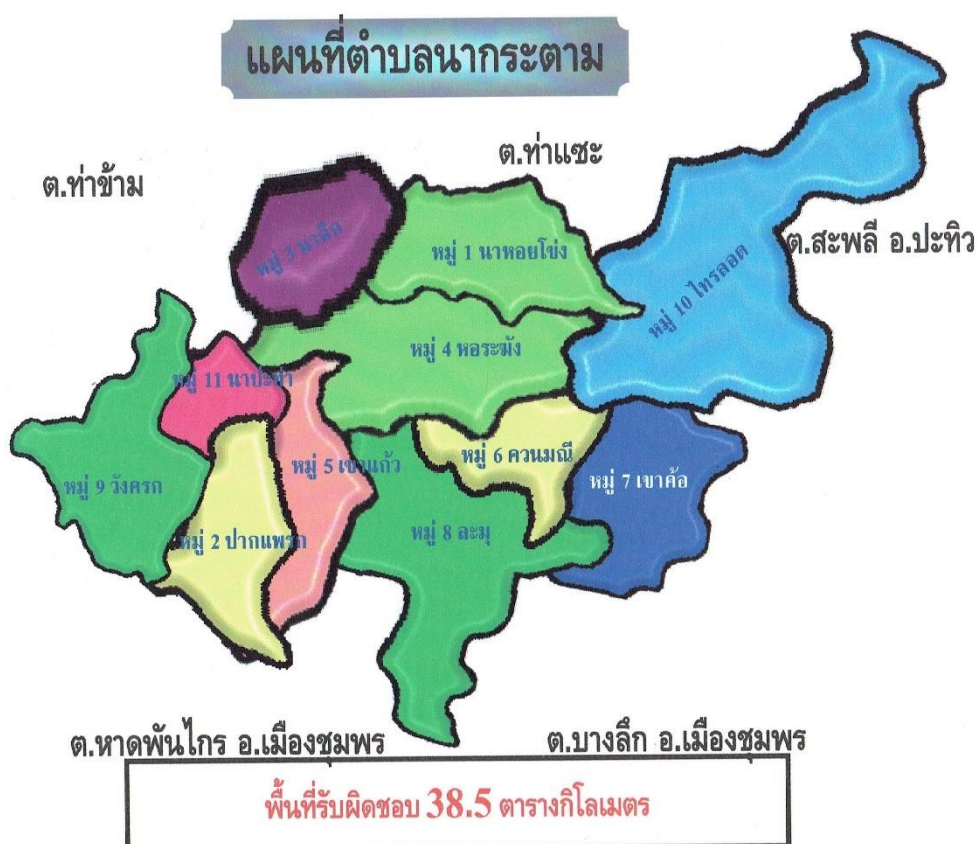 แผนที่ตำบลนากระตาม
ต.ท่าแซะ
ต.ท่าข้าม
ต.สะพลี อ.ปะทิว
หมู่ 3 นาลึก
หมู่ 1 นาหอยโข่ง
หมู่ 10 ไทรลอด
หมู่ 4 หอระฆัง
หมู่ 11
หมู่ 5 เขาแก้ว
หมู่ 6 ควนมณี
หมู่ 7 เขาค้อ
หมู่ 9 วังครก
หมู่ 2 ปากแพรก
หมู่ 8 ละมุ
ต.หาดพันไกร อ.เมืองชุมพร
ต.บางลึก อ.เมืองชุมพร
พื้นที่รับผิดชอบ 38.5 ตารางกิโลเมตร